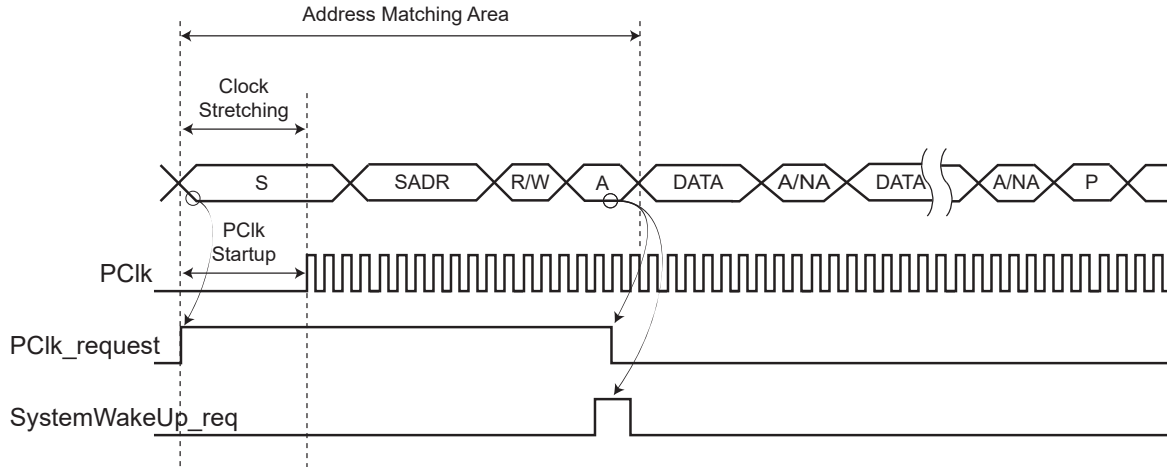 Address Matching Area
Clock
Stretching
S
SADR
R/W
A
DATA
A/NA
DATA
A/NA
P
PClk
Startup
PClk
PClk_request
SystemWakeUp_req